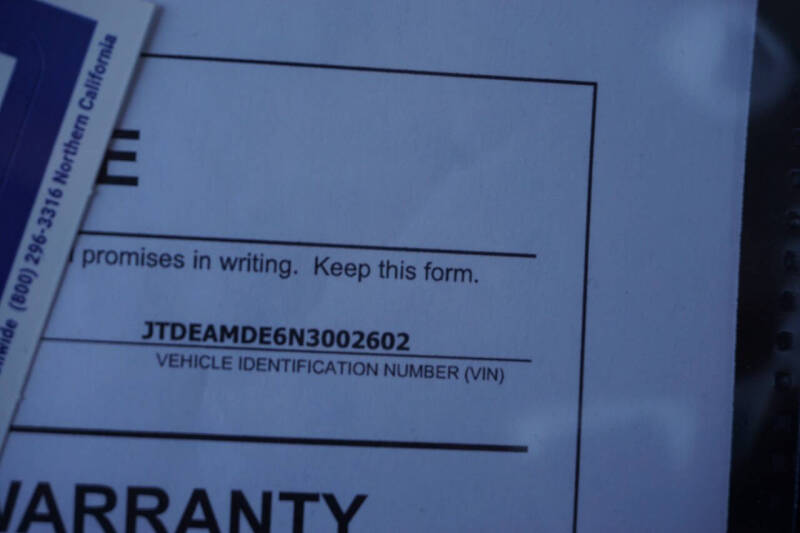 (800) 296-3316 Northern California
E
promises in writing. Keep this form.
JTDEAMDE6N3002602
VEHICLE IDENTIFICATION NUMBER (VIN)
WARRANTY